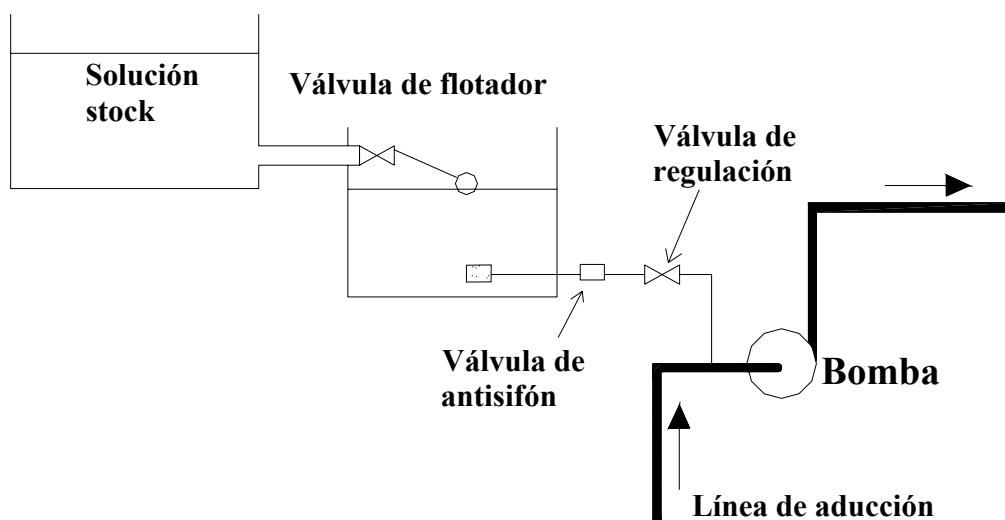 Solución
stock
Válvula de flotador
Válvula de
regulación
Válvula de
antisifón
Bomba
Línea de aducción